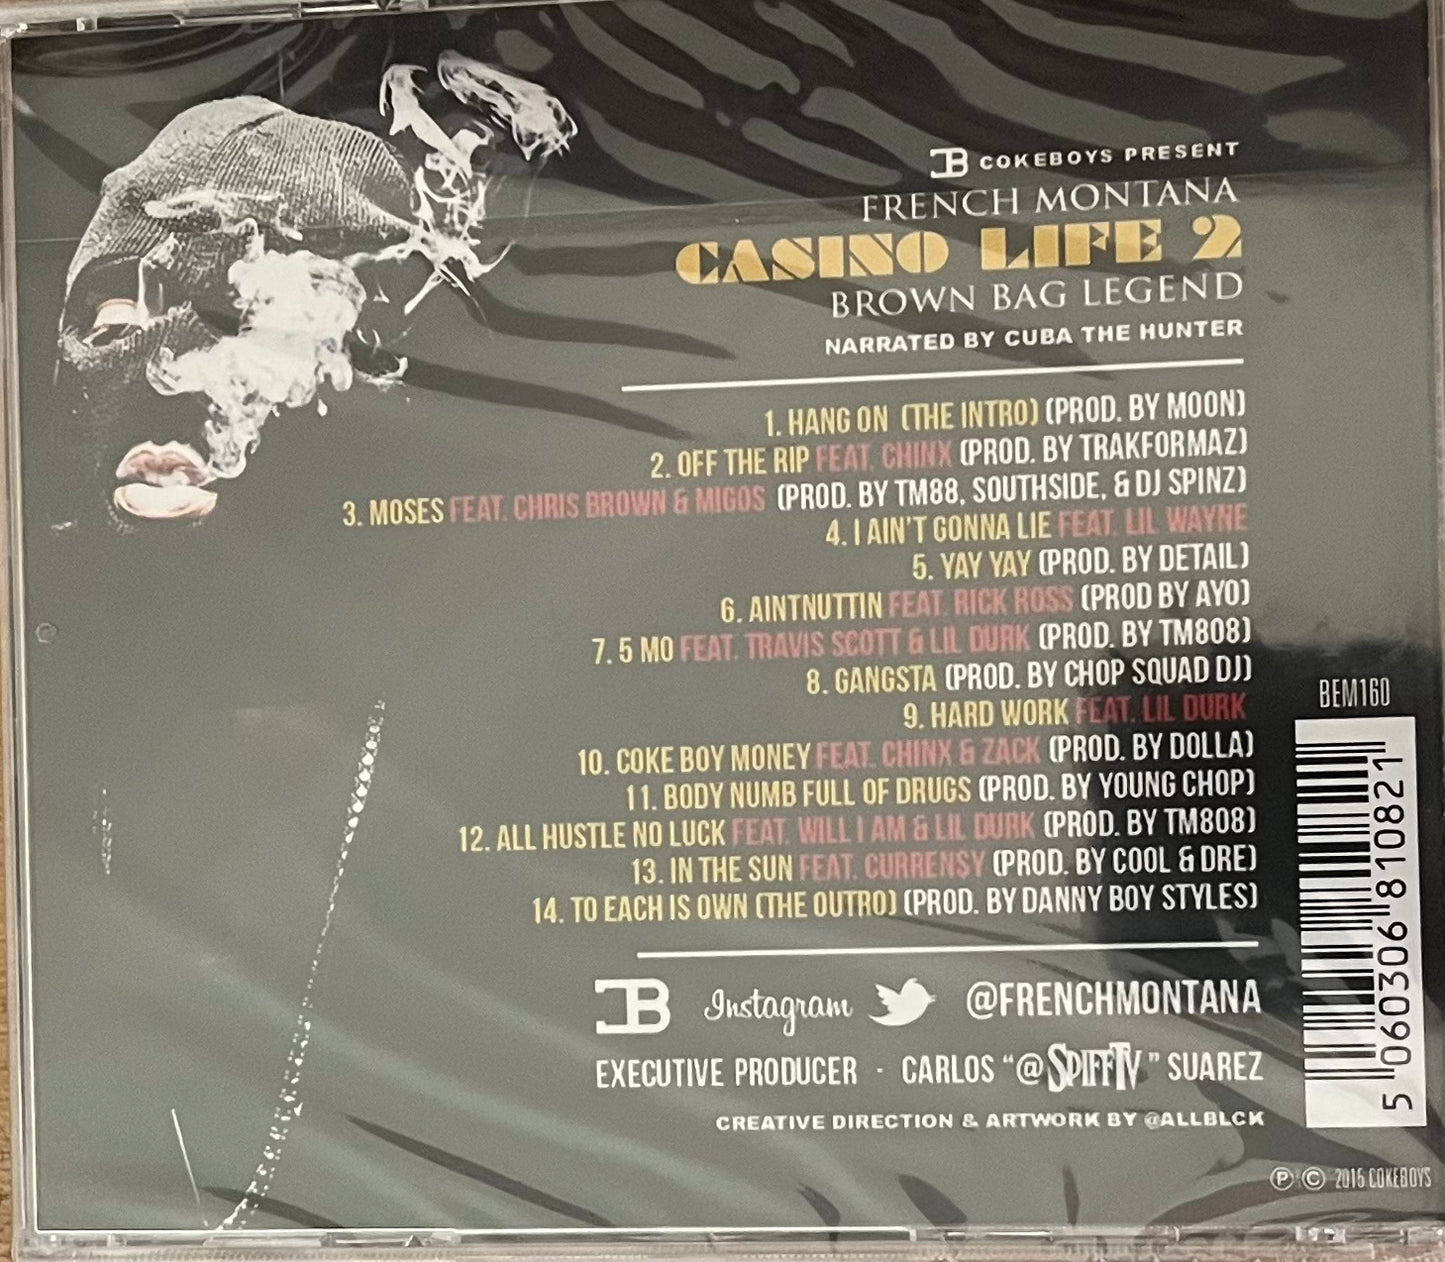 CB COKEBOYS PRESENT
FRENCH MONTANA
CASINO LIFE 2
BROWN BAG LEGEND
NARRATED BY CUBA THE HUNTER
1. HANG ON (THE INTRO) (PROD. BY MOON)
2. OFF THE RIP FEAT. CHINX (PROD. BY TRAKFORMAZ)
3. MOSES FEAT. CHRIS BROWN & MIGOS (PROD. BY TM88, SOUTHSIDE, & DJ SPINZ)
4. I AIN'T GONNA LIE FEAT. LIL WAYNE
5. YAY YAY (PROD. BY DETAIL)
6. AINTNUTTIN FEAT. RICK ROSS (PROD BY AYO)
7. 5 MO FEAT. TRAVIS SCOTT & LIL DURK (PROD. BY TM808)
8. GANGSTA (PROD. BY CHOP SQUAD DJ)
9. HARD WORK FEAT. LIL DURK
10. COKE BOY MONEY FEAT. CHINX & ZACK (PROD. BY DOLLA)
11. BODY NUMB FULL OF DRUGS (PROD. BY YOUNG CHOP)
12. ALL HUSTLE NO LUCK FEAT. WILL I AM & LIL DURK (PROD. BY TM808)
13. IN THE SUN FEAT. CURREN$Y (PROD. BY COOL & DRE)
14. TO EACH IS OWN (THE OUTRO) (PROD. BY DANNY BOY STYLES)
CB Instagram @FRENCHMONTANA
EXECUTIVE PRODUCER · CARLOS "@SPIFFTV" SUAREZ
CREATIVE DIRECTION & ARTWORK BY @ALLBLCK
BEM160
5 060306 810821
Ⓟ © 2015 COKEBOYS